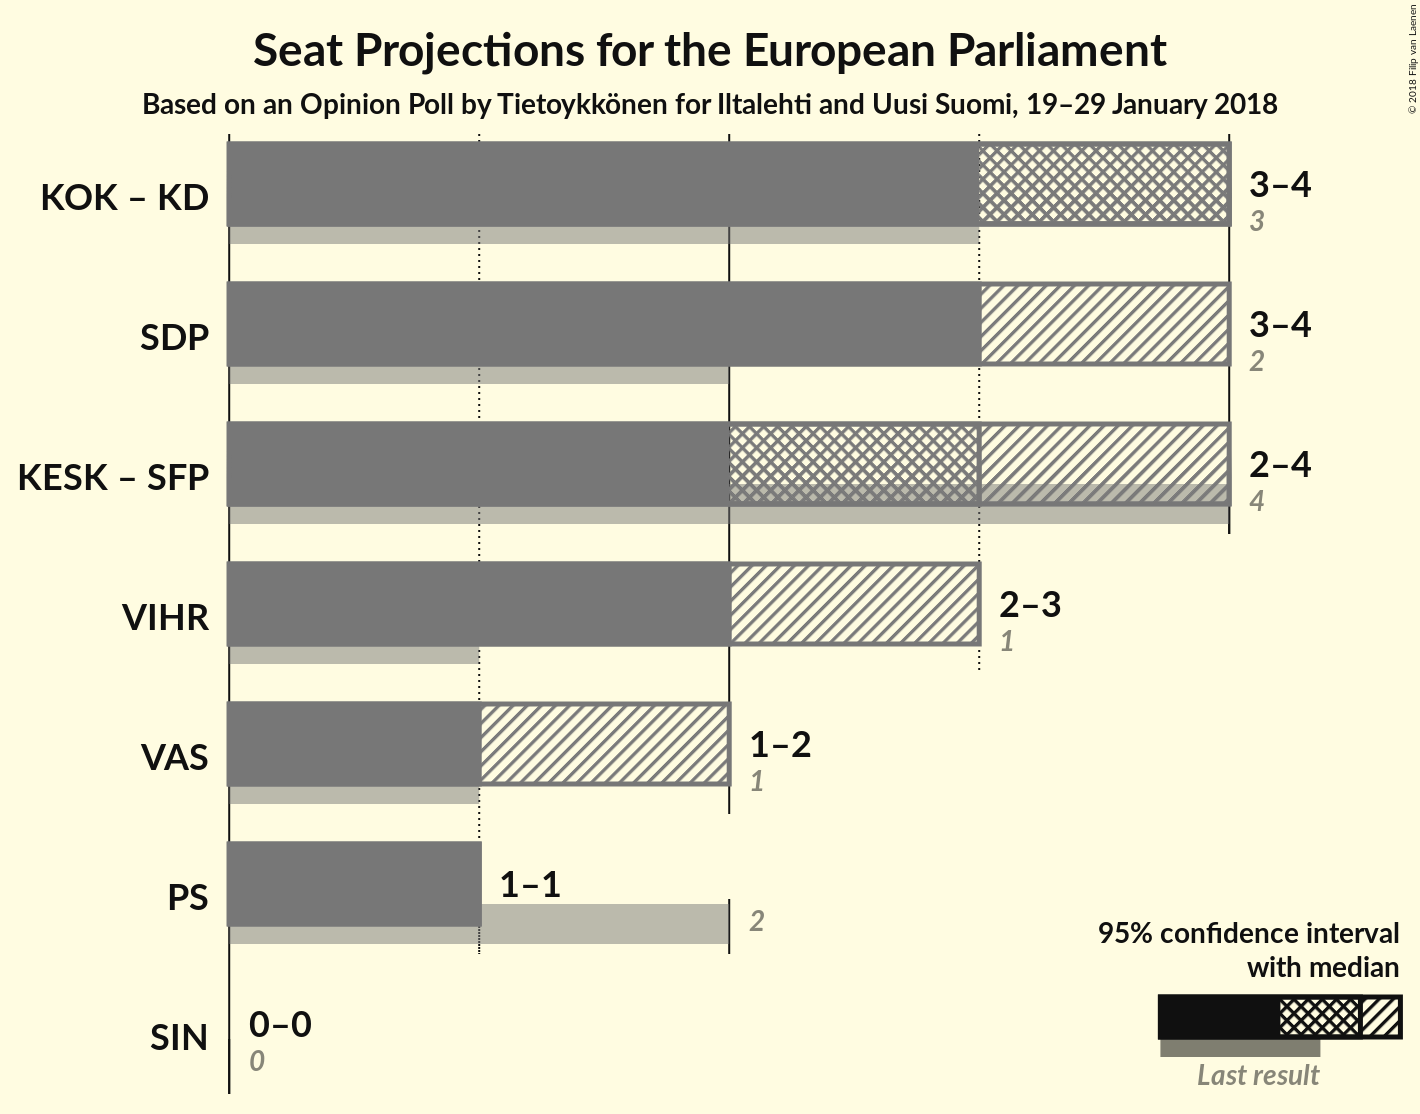 Seat Projections for the European Parliament
Based on an Opinion Poll by Tietoykkönen for Iltalehti and Uusi Suomi, 19–29 January 2018
© 2018 Filip van Laenen
KOK – KD
3–4
3
SDP
3–4
2
KESK – SFP
2–4
4
VIHR
2–3
1
VAS
1–2
1
PS
1–1
2
SIN
0–0
0
95% confidence interval
with median
Last result